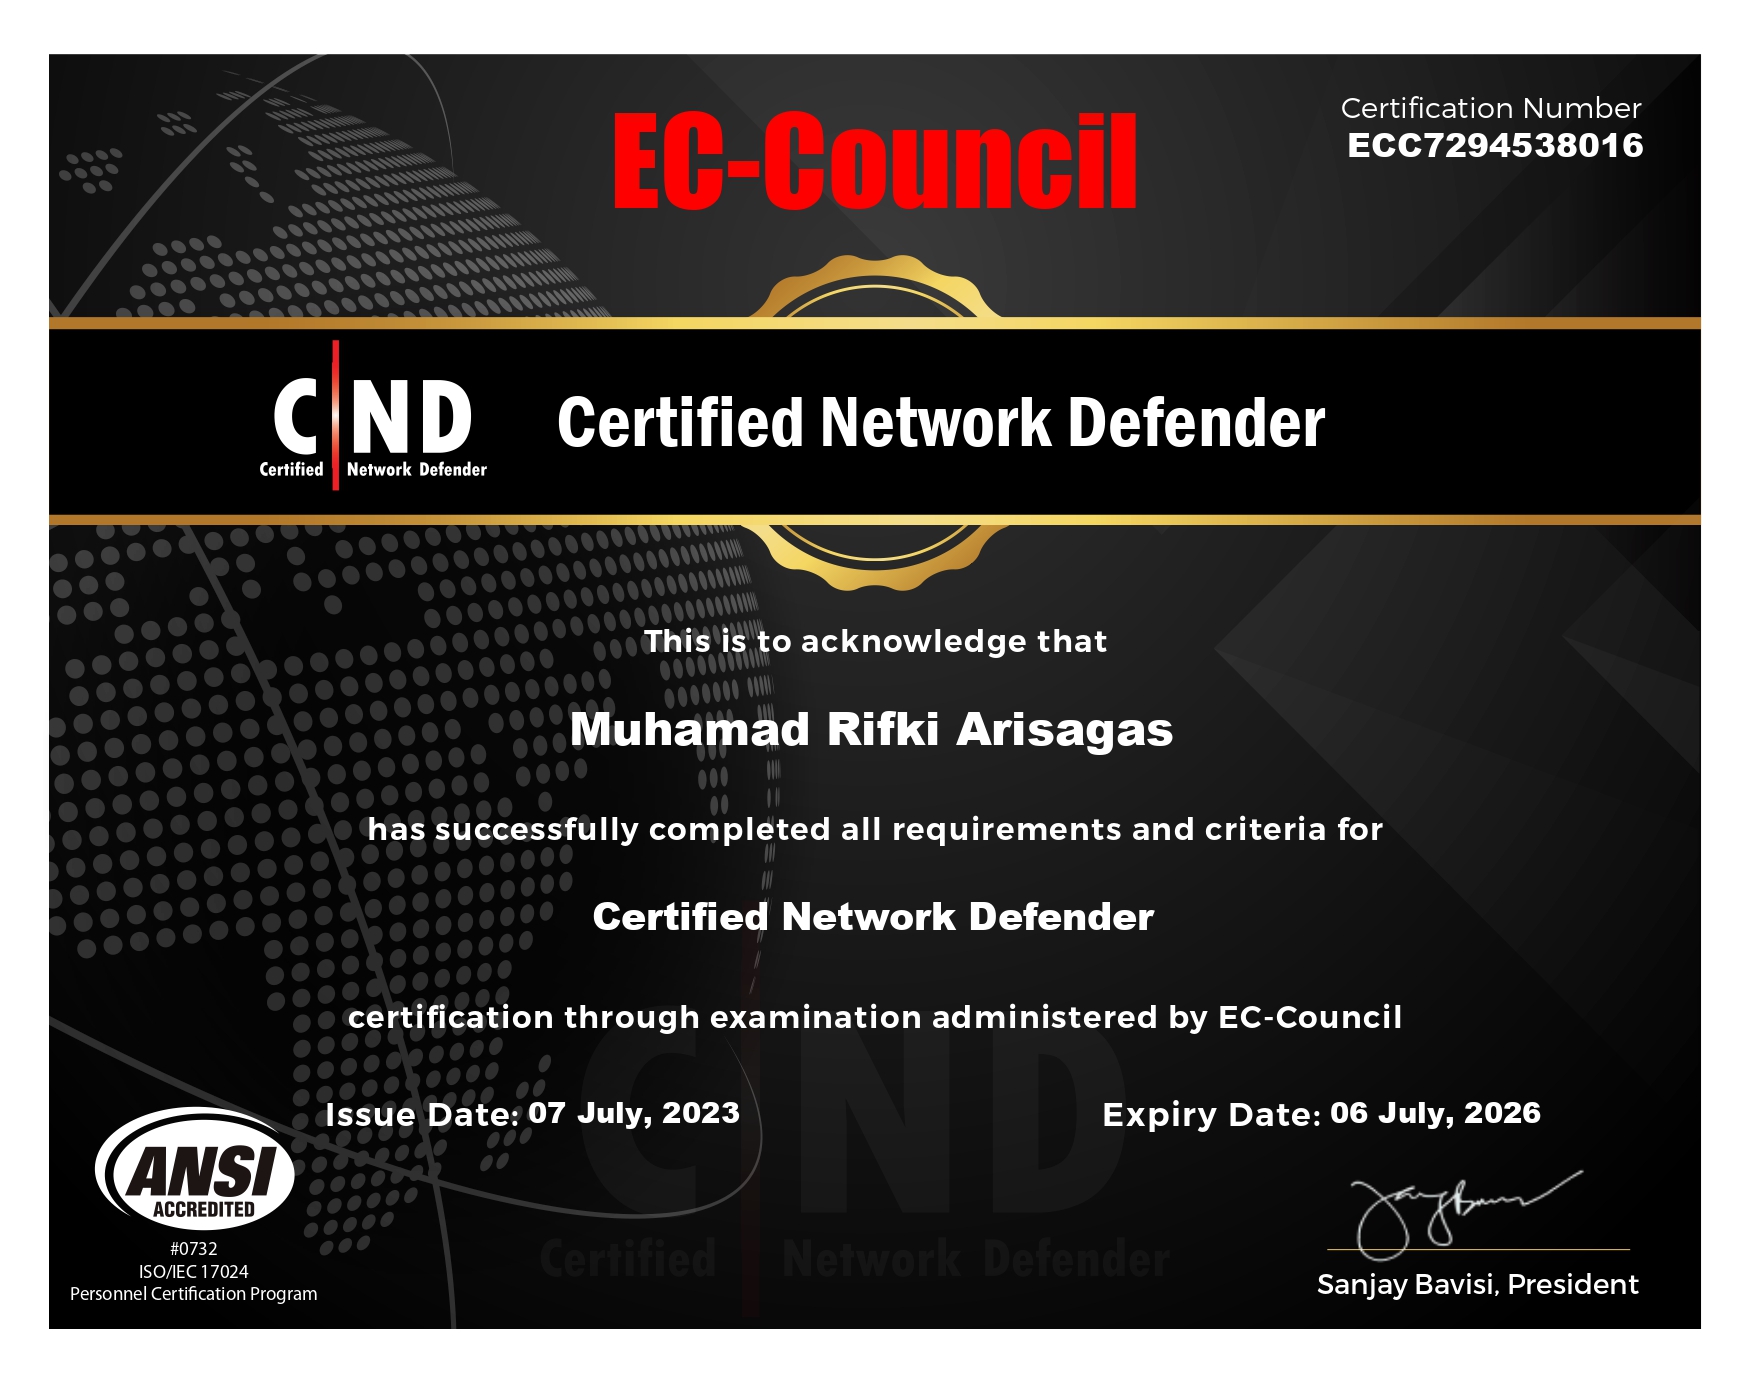 Certification Number
ECC7294538016
EC-Council
C ND
Certified Network Defender
Certified Network Defender
This is to acknowledge that
Muhamad Rifki Arisagas
has successfully completed all requirements and criteria for
Certified Network Defender
certification through examination administered by EC-Council
C ND
Certified Network Defender
Issue Date: 07 July, 2023
Expiry Date: 06 July, 2026
ANSI
ACCREDITED
#0732
ISO/IEC 17024
Personnel Certification Program
Sanjay Bavisi, President